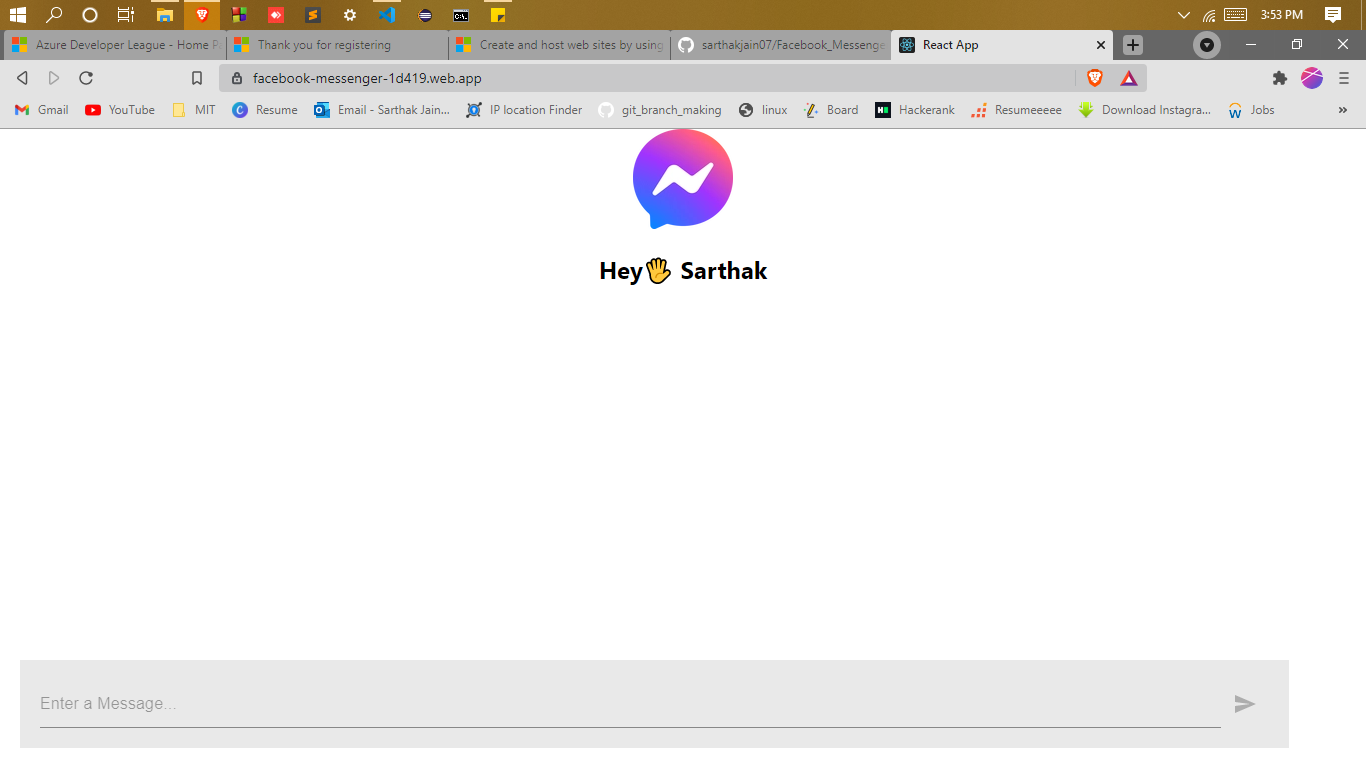 3:53 PM
Azure Developer League - Home Pa
Thank you for registering
Create and host web sites by using
sarthakjain07/Facebook_Messenge
React App
facebook-messenger-1d419.web.app
Gmail
YouTube
MIT
Resume
Email - Sarthak Jain...
IP location Finder
git_branch_making
linux
Board
Hackerank
Resumeeeee
Download Instagra...
Jobs
»
Hey🖐 Sarthak
Enter a Message...